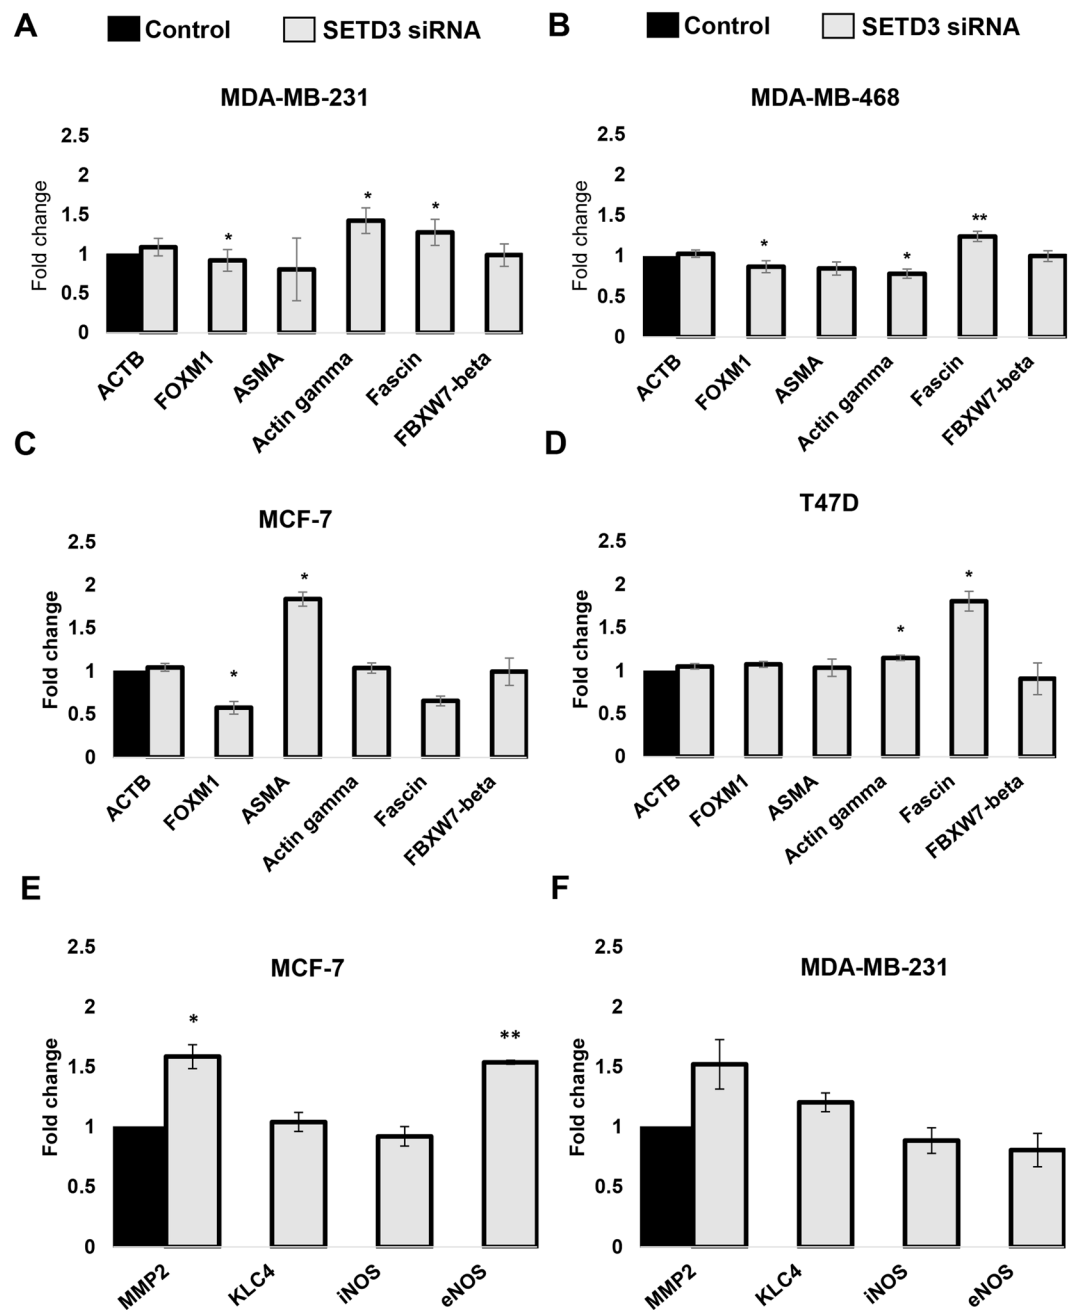 A
Control
SETD3 siRNA
MDA-MB-231
Fold change
2.5
2
1.5
1
0.5
0
*
*
*
ACTB
FOXM1
ASMA
Actin gamma
Fascin
FBXW7-beta
B
Control
SETD3 siRNA
MDA-MB-468
Fold change
2.5
2
1.5
1
0.5
0
*
*
**
ACTB
FOXM1
ASMA
Actin gamma
Fascin
FBXW7-beta
C
MCF-7
Fold change
2.5
2
1.5
1
0.5
0
*
*
ACTB
FOXM1
ASMA
Actin gamma
Fascin
FBXW7-beta
D
T47D
Fold change
2.5
2
1.5
1
0.5
0
*
*
ACTB
FOXM1
ASMA
Actin gamma
Fascin
FBXW7-beta
E
MCF-7
Fold change
2.5
2
1.5
1
0.5
0
*
**
MMP2
KLC4
iNOS
eNOS
F
MDA-MB-231
Fold change
2.5
2
1.5
1
0.5
0
MMP2
KLC4
iNOS
eNOS